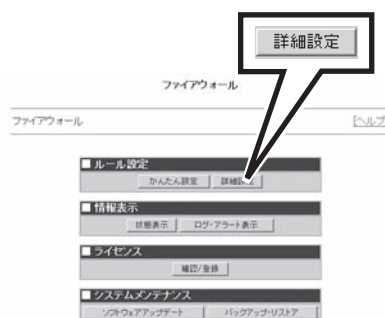 詳細設定
ファイアウォール
ファイアウォール [ヘルプ
■ルール設定
かんたん設定 詳細設定
■情報表示
状態表示 ログ・アラート表示
■ライセンス
確認/登録
■システムメンテナンス
ソフトウェアアップデート バックアップ・リストア